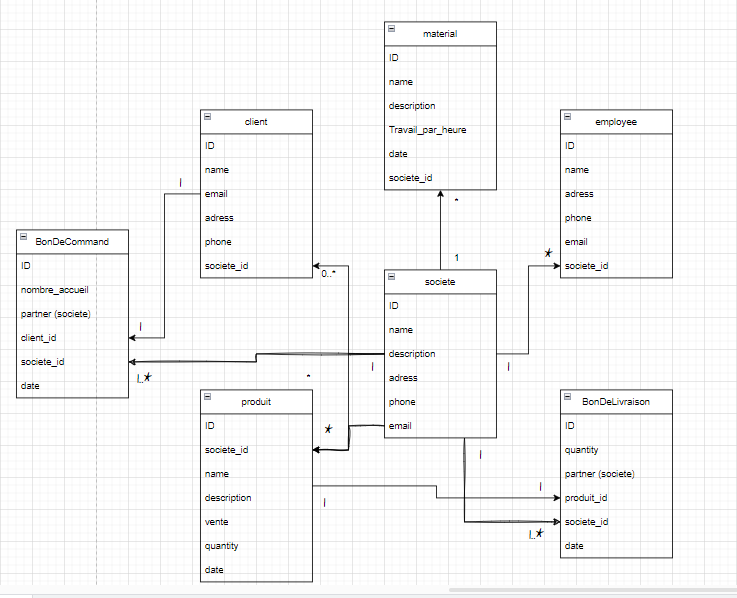 material
ID
name
description
Travail_par_heure
date
societe_id
*
1
client
ID
name
email
adress
phone
societe_id
1
0..*
employee
ID
name
adress
phone
email
societe_id
*
1
BonDeCommand
ID
nombre_accueil
partner (societe)
client_id
societe_id
date
1
1..*
societe
ID
name
description
adress
phone
email
1
1
*
*
produit
ID
societe_id
name
description
vente
quantity
date
1
1
BonDeLivraison
ID
quantity
partner (societe)
produit_id
societe_id
date
1
1..*